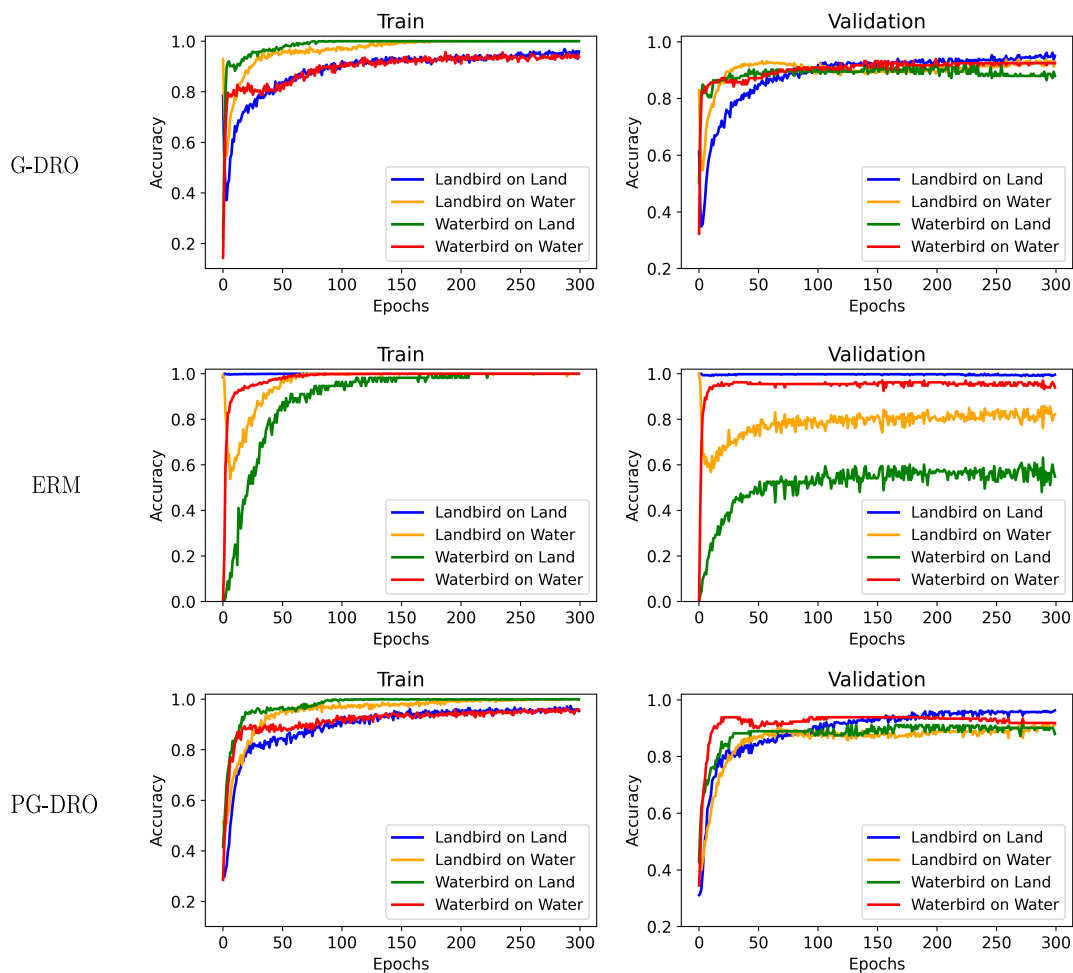 Train
Validation
G-DRO
Accuracy
1.0
0.8
0.6
0.4
0.2
Landbird on Land
Landbird on Water
Waterbird on Land
Waterbird on Water
0 50 100 150 200 250 300
Epochs
Accuracy
1.0
0.8
0.6
0.4
0.2
Landbird on Land
Landbird on Water
Waterbird on Land
Waterbird on Water
0 50 100 150 200 250 300
Epochs
Train
Validation
ERM
Accuracy
1.0
0.8
0.6
0.4
0.2
0.0
Landbird on Land
Landbird on Water
Waterbird on Land
Waterbird on Water
0 50 100 150 200 250 300
Epochs
Accuracy
1.0
0.8
0.6
0.4
0.2
0.0
Landbird on Land
Landbird on Water
Waterbird on Land
Waterbird on Water
0 50 100 150 200 250 300
Epochs
Train
Validation
PG-DRO
Accuracy
1.0
0.8
0.6
0.4
0.2
Landbird on Land
Landbird on Water
Waterbird on Land
Waterbird on Water
0 50 100 150 200 250 300
Epochs
Accuracy
1.0
0.8
0.6
0.4
0.2
Landbird on Land
Landbird on Water
Waterbird on Land
Waterbird on Water
0 50 100 150 200 250 300
Epochs